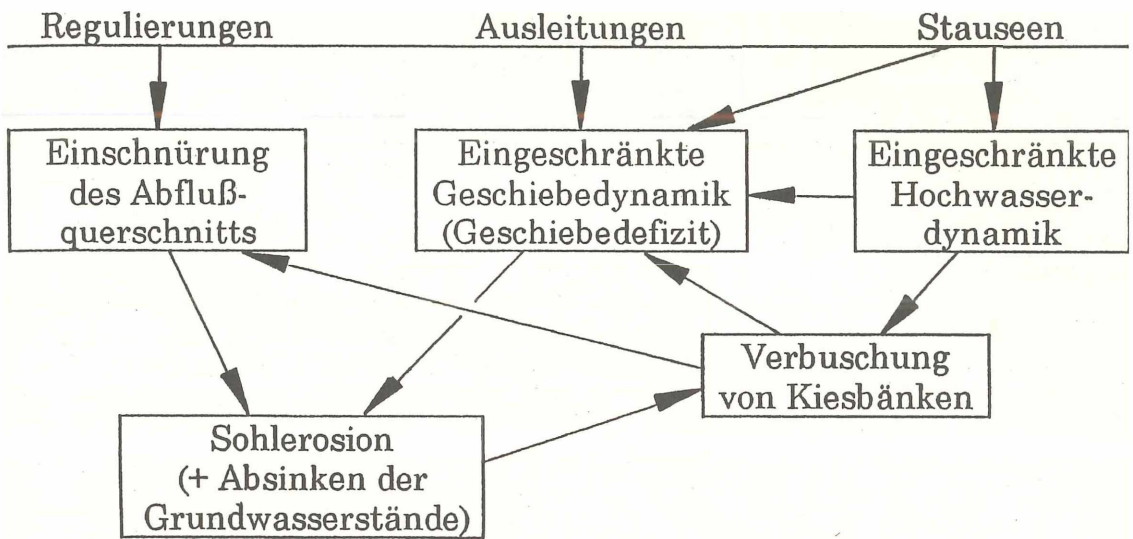 Regulierungen Ausleitungen Stauseen
Einschnürung
des Abfluß-
querschnitts
Eingeschränkte
Geschiebedynamik
(Geschiebedefizit)
Eingeschränkte
Hochwasser-
dynamik
Verbuschung
von Kiesbänken
Sohlerosion
(+ Absinken der
Grundwasserstände)